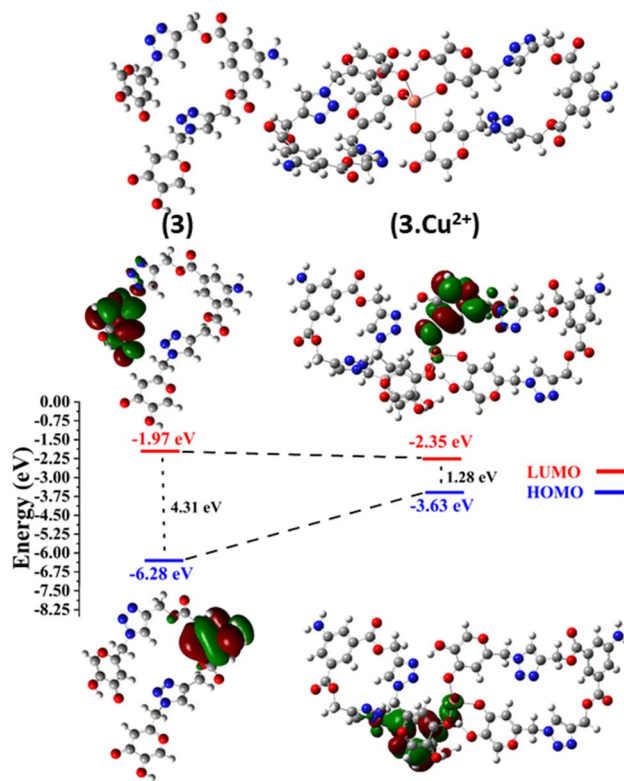 (3)
(3.Cu²⁺)
0.00
-0.75
-1.50
-2.25
-3.00
-3.75
-4.50
-5.25
-6.00
-6.75
-7.50
-8.25
Energy (eV)
-1.97 eV
-2.35 eV
4.31 eV
1.28 eV
-3.63 eV
-6.28 eV
LUMO
HOMO